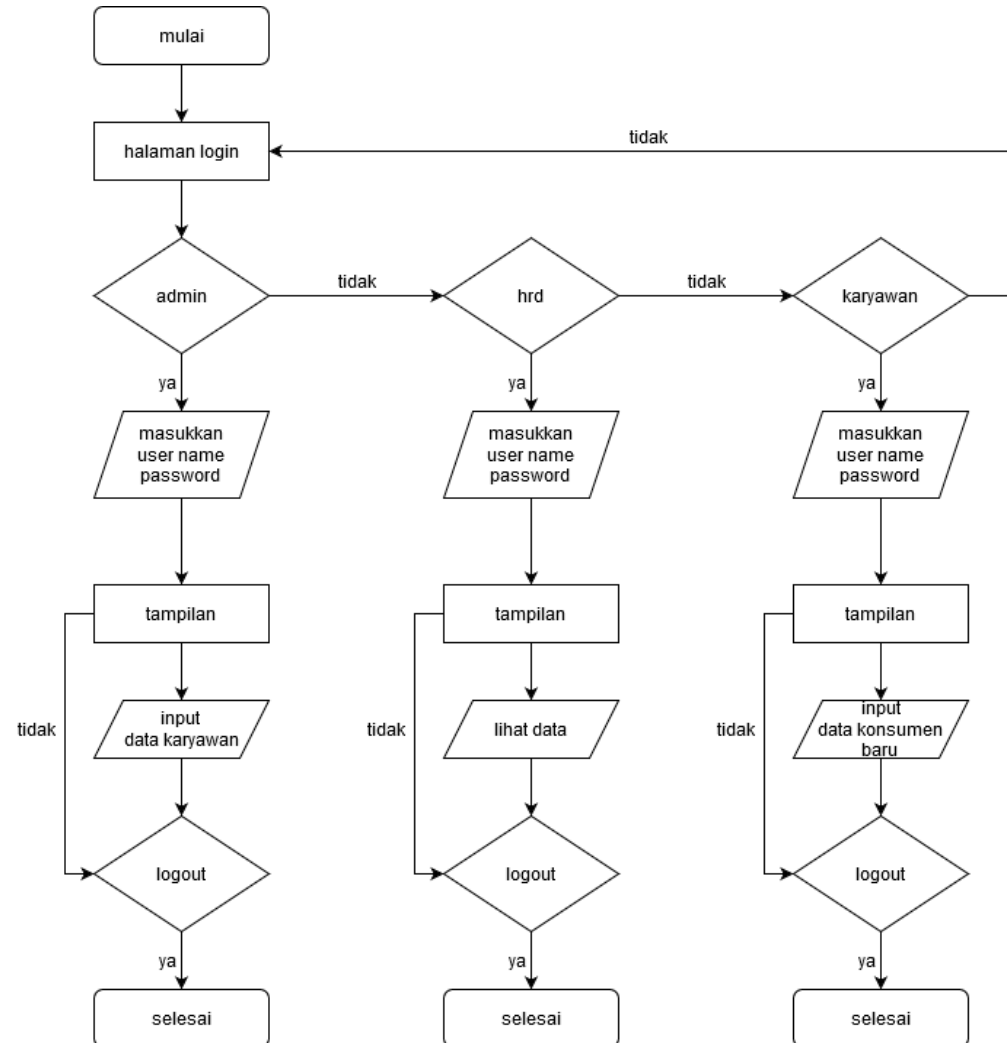 mulai
halaman login
tidak
admin
tidak
hrd
tidak
karyawan
ya
ya
ya
masukkan
user name
password
masukkan
user name
password
masukkan
user name
password
tampilan
tampilan
tampilan
tidak
input
data karyawan
tidak
lihat data
tidak
input
data konsumen
baru
logout
logout
logout
ya
ya
ya
selesai
selesai
selesai